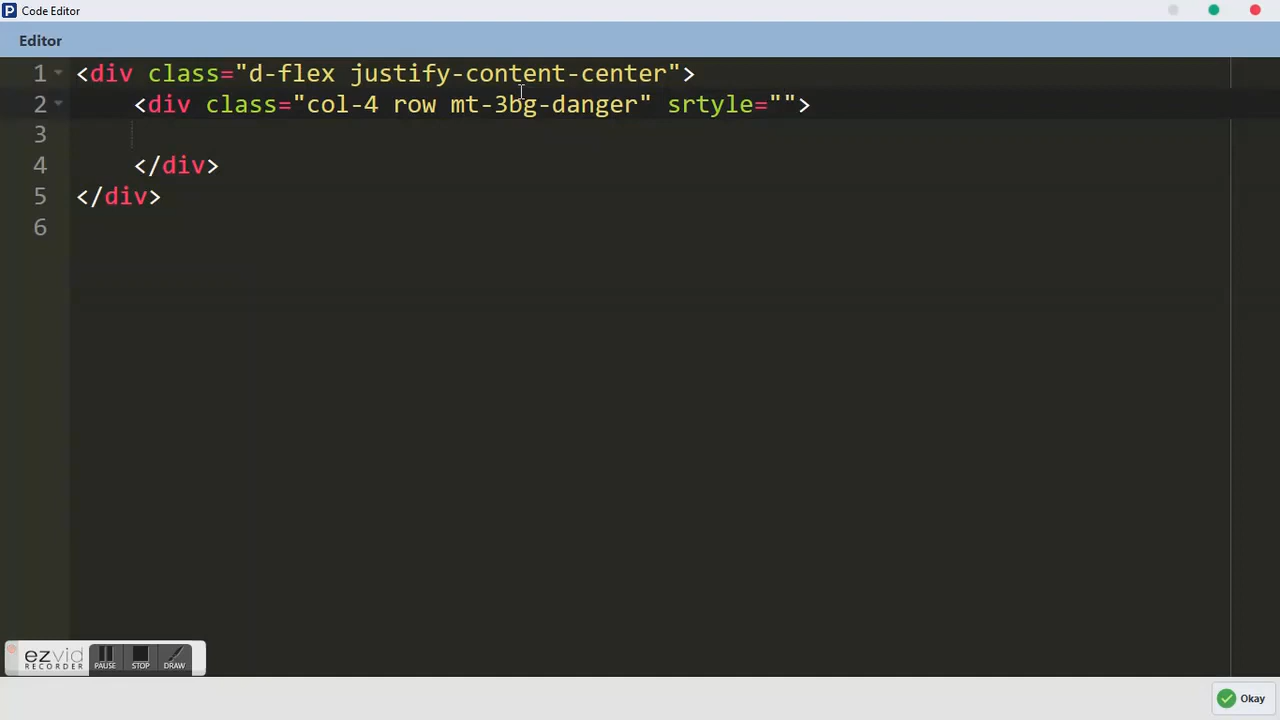 Code Editor
Editor
1 <div class="d-flex justify-content-center">
2     <div class="col-4 row mt-3bg-danger" srtyle="">
3
4     </div>
5 </div>
6
ezvid
RECORDER
PAUSE
STOP
DRAW
Okay